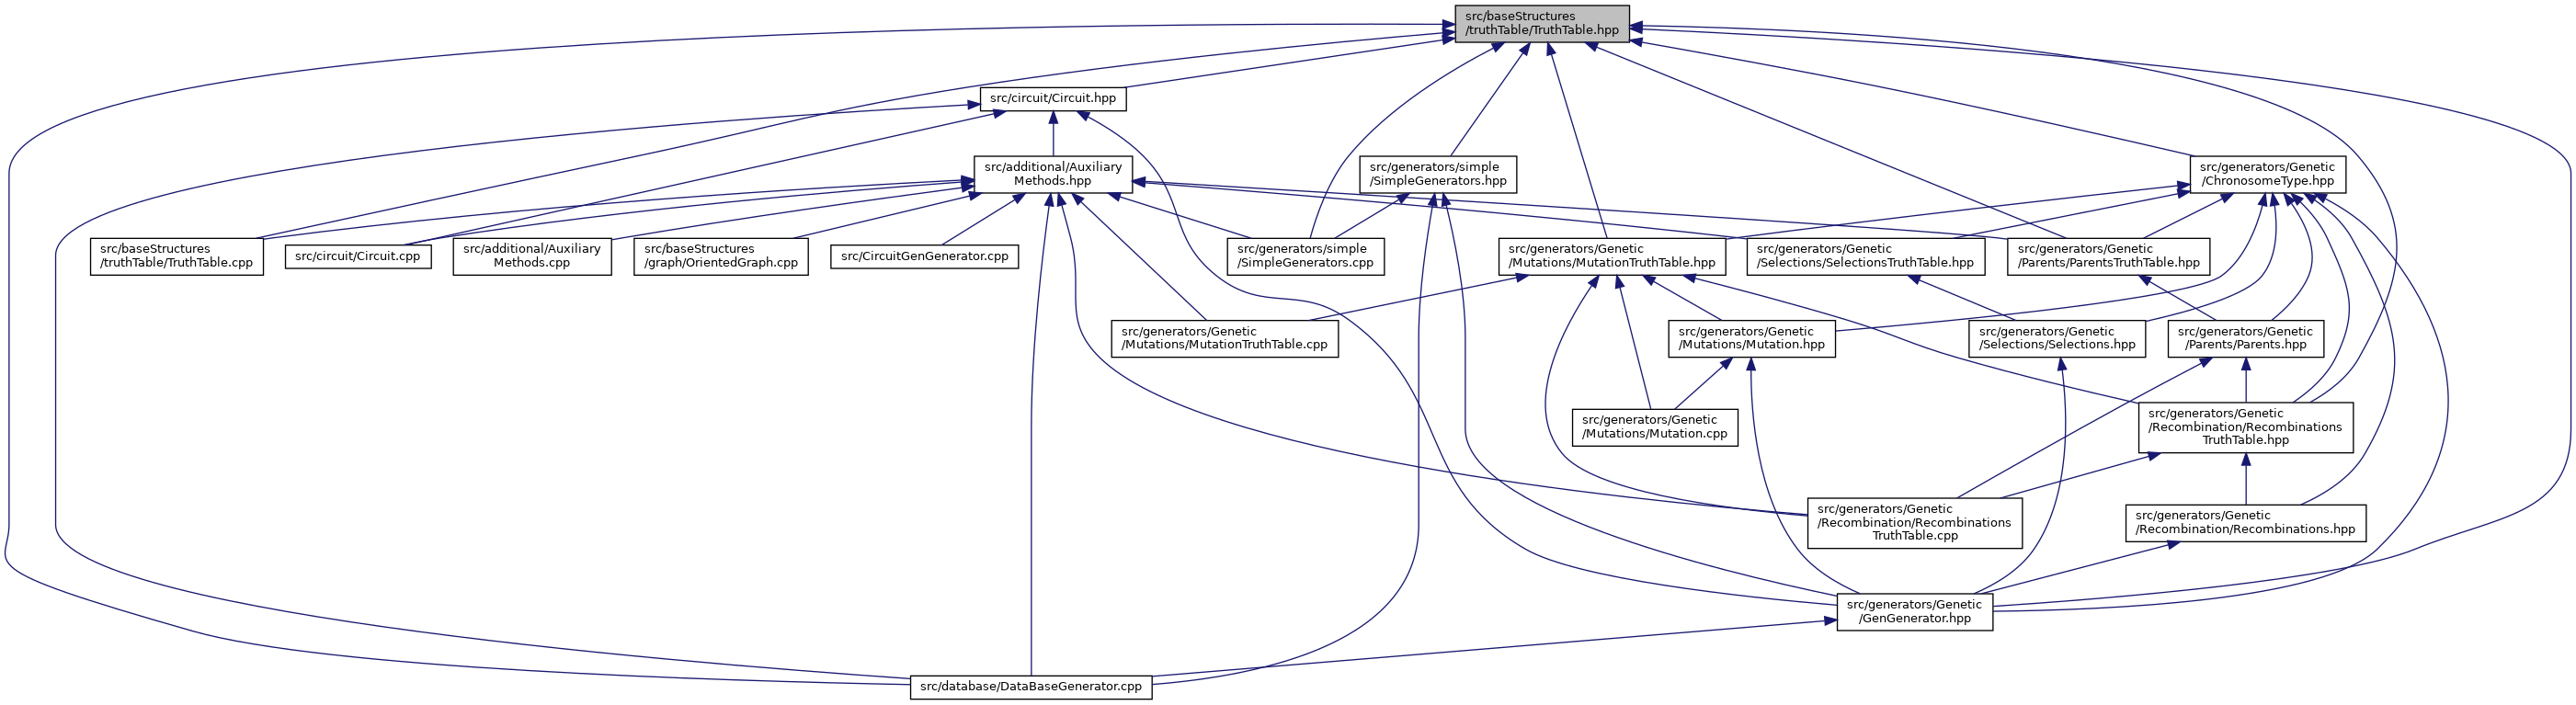 src/baseStructures
/truthTable/TruthTable.hpp
src/circuit/Circuit.hpp
src/additional/Auxiliary
Methods.hpp
src/generators/simple
/SimpleGenerators.hpp
src/generators/Genetic
/ChronosomeType.hpp
src/baseStructures
/truthTable/TruthTable.cpp
src/circuit/Circuit.cpp
src/additional/Auxiliary
Methods.cpp
src/baseStructures
/graph/OrientedGraph.cpp
src/CircuitGenGenerator.cpp
src/generators/simple
/SimpleGenerators.cpp
src/generators/Genetic
/Mutations/MutationTruthTable.hpp
src/generators/Genetic
/Selections/SelectionsTruthTable.hpp
src/generators/Genetic
/Parents/ParentsTruthTable.hpp
src/generators/Genetic
/Mutations/MutationTruthTable.cpp
src/generators/Genetic
/Mutations/Mutation.hpp
src/generators/Genetic
/Selections/Selections.hpp
src/generators/Genetic
/Parents/Parents.hpp
src/generators/Genetic
/Mutations/Mutation.cpp
src/generators/Genetic
/Recombination/Recombinations
TruthTable.hpp
src/generators/Genetic
/Recombination/Recombinations
TruthTable.cpp
src/generators/Genetic
/Recombination/Recombinations.hpp
src/generators/Genetic
/GenGenerator.hpp
src/database/DataBaseGenerator.cpp